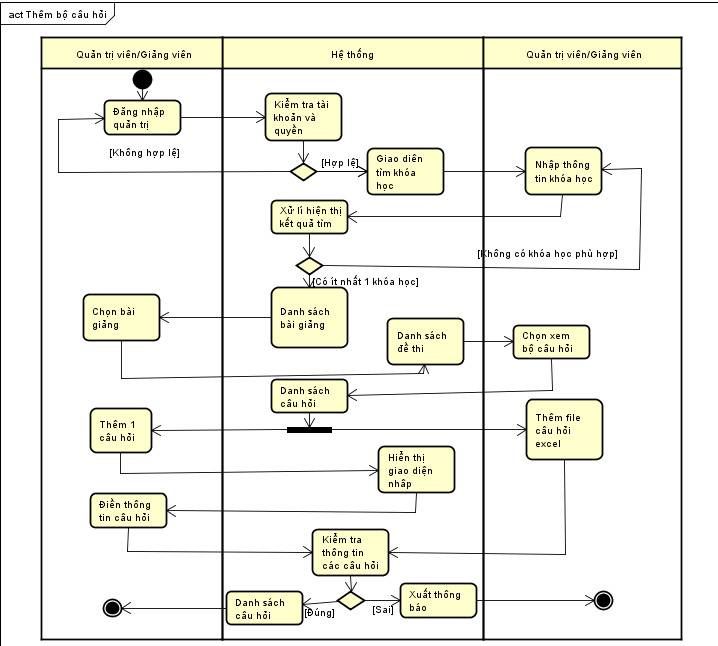 act Thêm bộ câu hỏi
Quản trị viên/Giảng viên
Hệ thống
Quản trị viên/Giảng viên
Đăng nhập
quản trị
Kiểm tra tài
khoản và
quyền
[Không hợp lệ]
[Hợp lệ]
Giao diên
tìm khóa
học
Nhập thông
tin khóa học
Xử lí hiện thị
kết quả tìm
[Không có khóa học phù hợp]
[Có ít nhất 1 khóa học]
Chọn bài
giảng
Danh sách
bài giảng
Danh sách
đề thi
Chọn xem
bộ câu hỏi
Danh sách
câu hỏi
Thêm 1
câu hỏi
Thêm file
câu hỏi
excel
Hiển thị
giao diện
nhâp
Điền thông
tin câu hỏi
Kiểm tra
thông tin
các câu hỏi
Danh sách
câu hỏi
[Đúng]
[Sai]
Xuất thông
báo